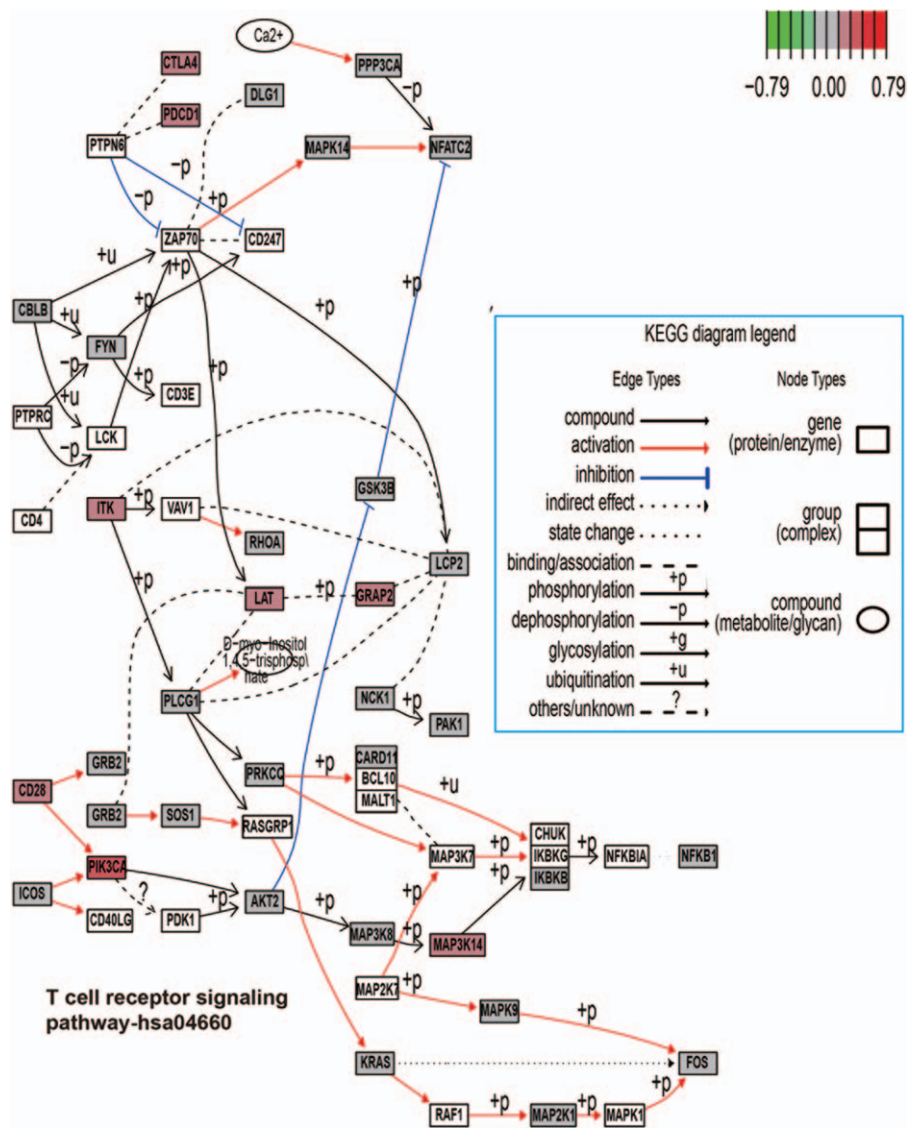 Ca2+
CTLA4
PPP3CA
−0.79 0.00 0.79
DLG1
−p
PDCD1
PTPN6
MAPK14
NFATC2
−p
−p
+p
ZAP70
CD247
+u
+p
+p
+p
+p
CBLB
+u
FYN
−p
+p
+p
CD3E
+u
PTPRC
LCK
−p
GSK3B
ITK
+p
VAV1
CD4
RHOA
LCP2
+p
LAT
+p
GRAP2
D−myo−Inositol
1,4,5−trisphosp\
nate
PLCG1
NCK1
+p
PAK1
KEGG diagram legend
Edge Types
Node Types
compound
activation
inhibition
indirect effect
state change
binding/association
phosphorylation
+p
dephosphorylation
−p
glycosylation
+g
ubiquitination
+u
others/unknown
?
gene
(protein/enzyme)
group
(complex)
compound
(metabolite/glycan)
GRB2
CARD11
CD28
PRKCQ
+p
BCL10
+u
MALT1
GRB2
SOS1
RASGRP1
CHUK
MAP3K7
+p
IKBKG
+p
NFKBIA
NFKB1
PIK3CA
+p
IKBKB
?
ICOS
+p
AKT2
+p
+p
CD40LG
PDK1
MAP3K8
+p
MAP3K14
MAP2K7
+p
T cell receptor signaling
pathway-hsa04660
MAPK9
+p
KRAS
FOS
+p
RAF1
+p
MAP2K1
+p
MAPK1